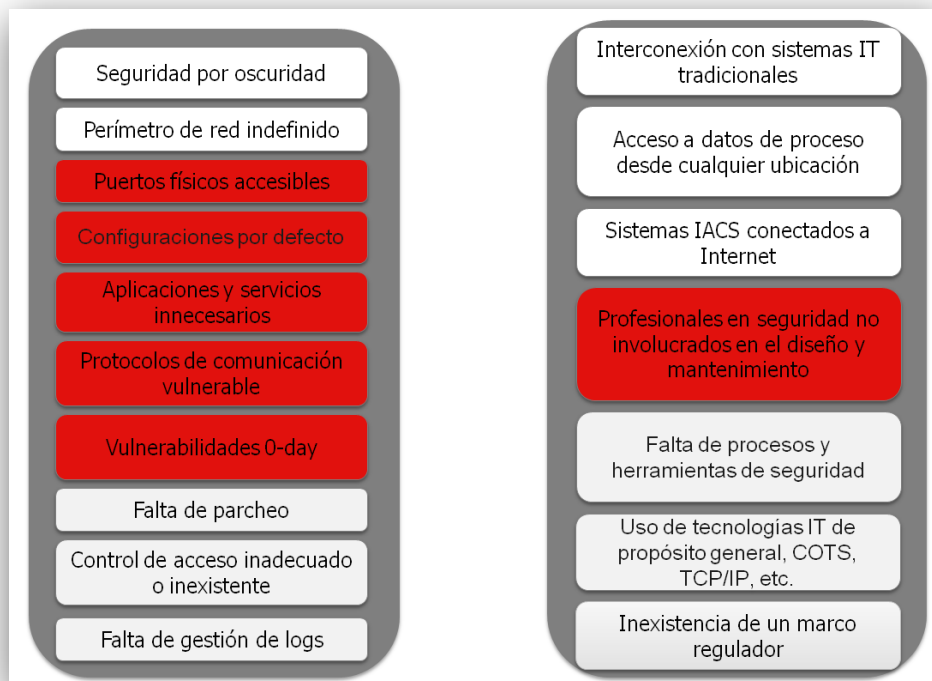 Seguridad por oscuridad
Perímetro de red indefinido
Puertos físicos accesibles
Configuraciones por defecto
Aplicaciones y servicios
innecesarios
Protocolos de comunicación
vulnerable
Vulnerabilidades 0-day
Falta de parcheo
Control de acceso inadecuado
o inexistente
Falta de gestión de logs
Interconexión con sistemas IT
tradicionales
Acceso a datos de proceso
desde cualquier ubicación
Sistemas IACS conectados a
Internet
Profesionales en seguridad no
involucrados en el diseño y
mantenimiento
Falta de procesos y
herramientas de seguridad
Uso de tecnologías IT de
propósito general, COTS,
TCP/IP, etc.
Inexistencia de un marco
regulador